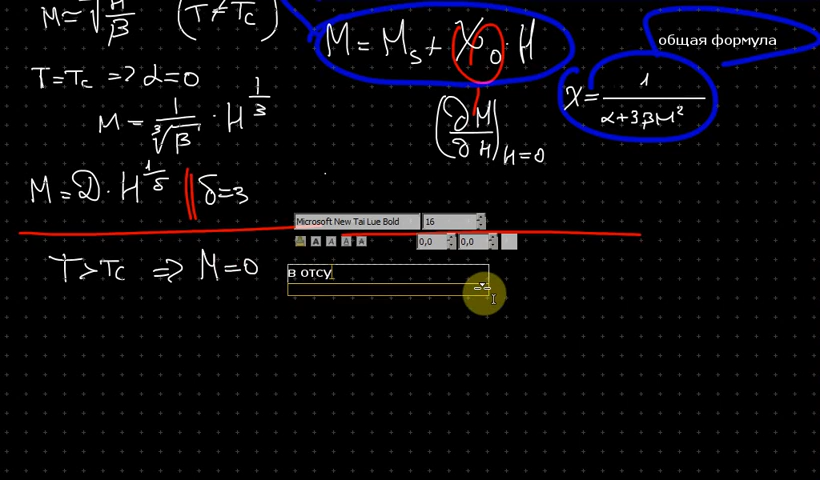 M = √(H/β) (T ≠ Tc)
M = Ms + χ₀ · H
общая формула
T = Tc => α = 0
χ = 1/(α + 3βM²)
M = 1/∛β · H^(1/3)
(∂M/∂H)H=0
M = D · H^(1/δ) || δ = 3
Microsoft New Tai Lue Bold 16
A A A A 0,0 0,0
T > Tc => M = 0
в отсу